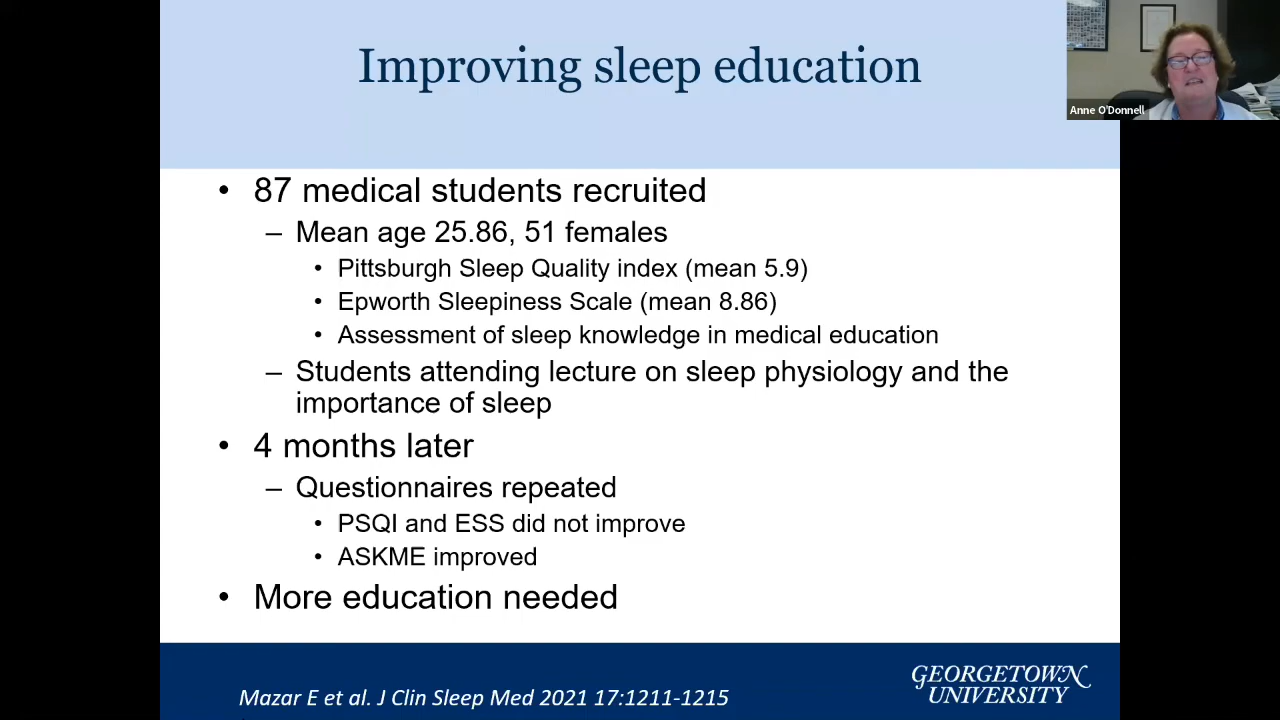 Improving sleep education
Anne O'Donnell
• 87 medical students recruited
– Mean age 25.86, 51 females
• Pittsburgh Sleep Quality index (mean 5.9)
• Epworth Sleepiness Scale (mean 8.86)
• Assessment of sleep knowledge in medical education
– Students attending lecture on sleep physiology and the
importance of sleep
• 4 months later
– Questionnaires repeated
• PSQI and ESS did not improve
• ASKME improved
• More education needed
Mazar E et al. J Clin Sleep Med 2021 17:1211-1215
GEORGETOWN
UNIVERSITY